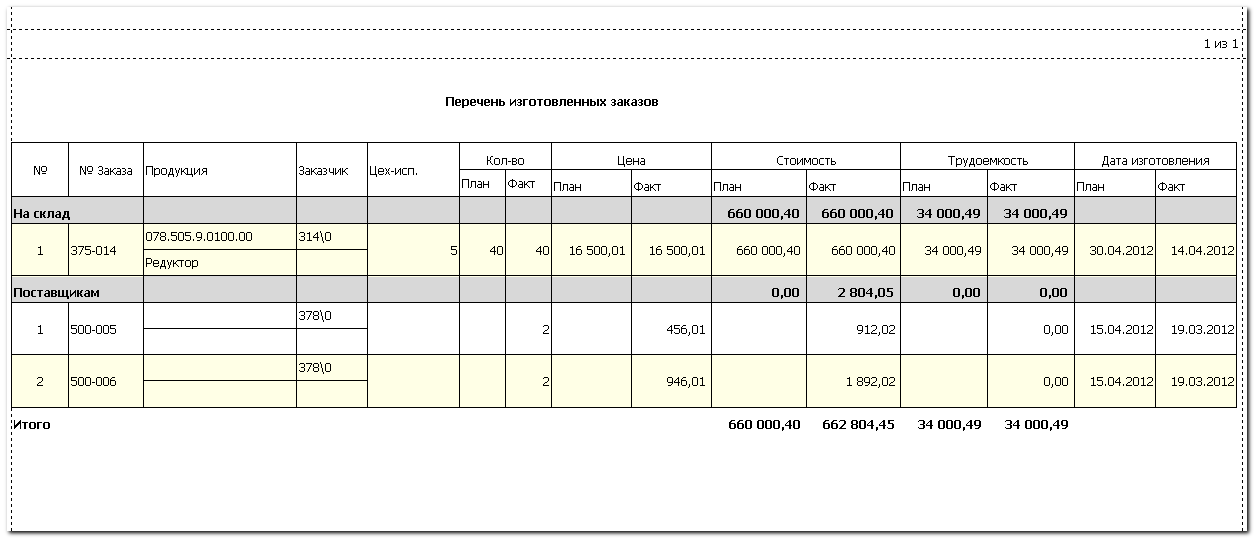 1 из 1
Перечень изготовленных заказов
№ № Заказа Продукция Заказчик Цех-исп. Кол-во Цена Стоимость Трудоемкость Дата изготовления
План Факт План Факт План Факт План Факт План Факт
На склад 660 000,40 660 000,40 34 000,49 34 000,49
078.505.9.0100.00 314\0
1 375-014 5 40 40 16 500,01 16 500,01 660 000,40 660 000,40 34 000,49 34 000,49 30.04.2012 14.04.2012
Редуктор
Поставщикам 0,00 2 804,05 0,00 0,00
378\0
1 500-005 2 456,01 912,02 0,00 15.04.2012 19.03.2012
378\0
2 500-006 2 946,01 1 892,02 0,00 15.04.2012 19.03.2012
Итого 660 000,40 662 804,45 34 000,49 34 000,49